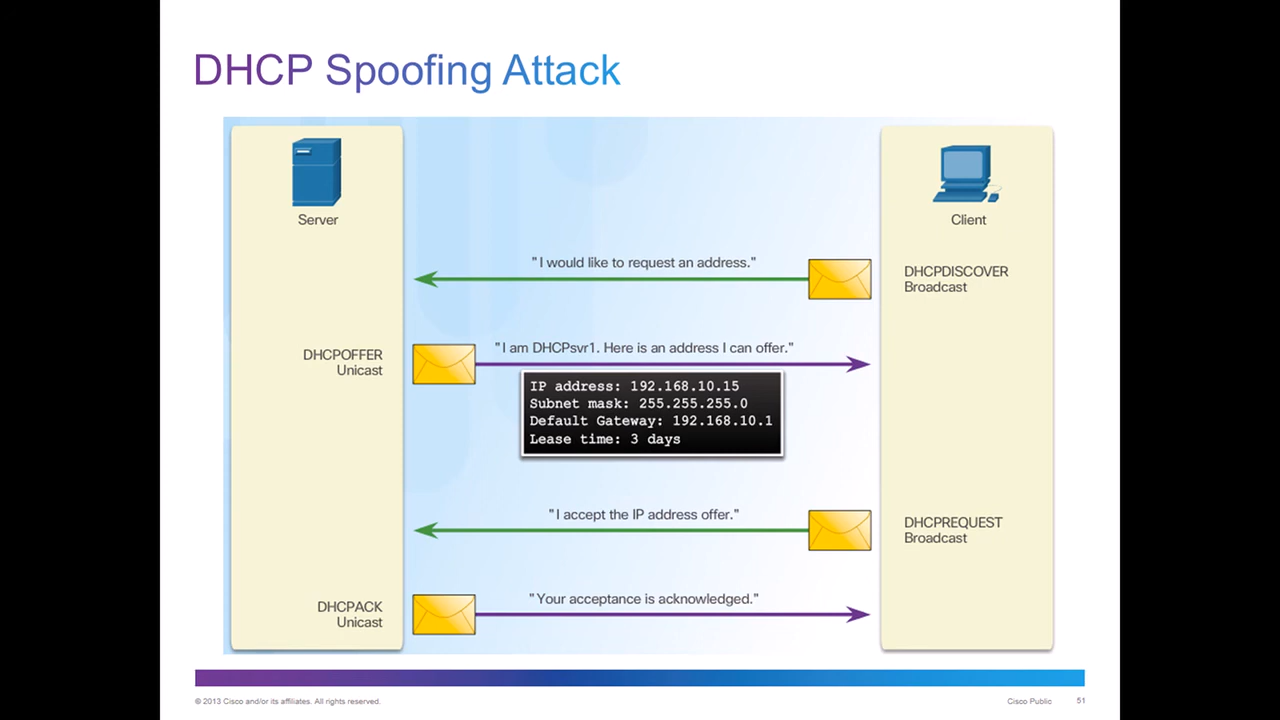 DHCP Spoofing Attack
Server
Client
"I would like to request an address."
DHCPDISCOVER
Broadcast
DHCPOFFER
Unicast
"I am DHCPsvr1. Here is an address I can offer."
IP address: 192.168.10.15
Subnet mask: 255.255.255.0
Default Gateway: 192.168.10.1
Lease time: 3 days
"I accept the IP address offer."
DHCPREQUEST
Broadcast
DHCPACK
Unicast
"Your acceptance is acknowledged."
© 2013 Cisco and/or its affiliates. All rights reserved.
Cisco Public
51